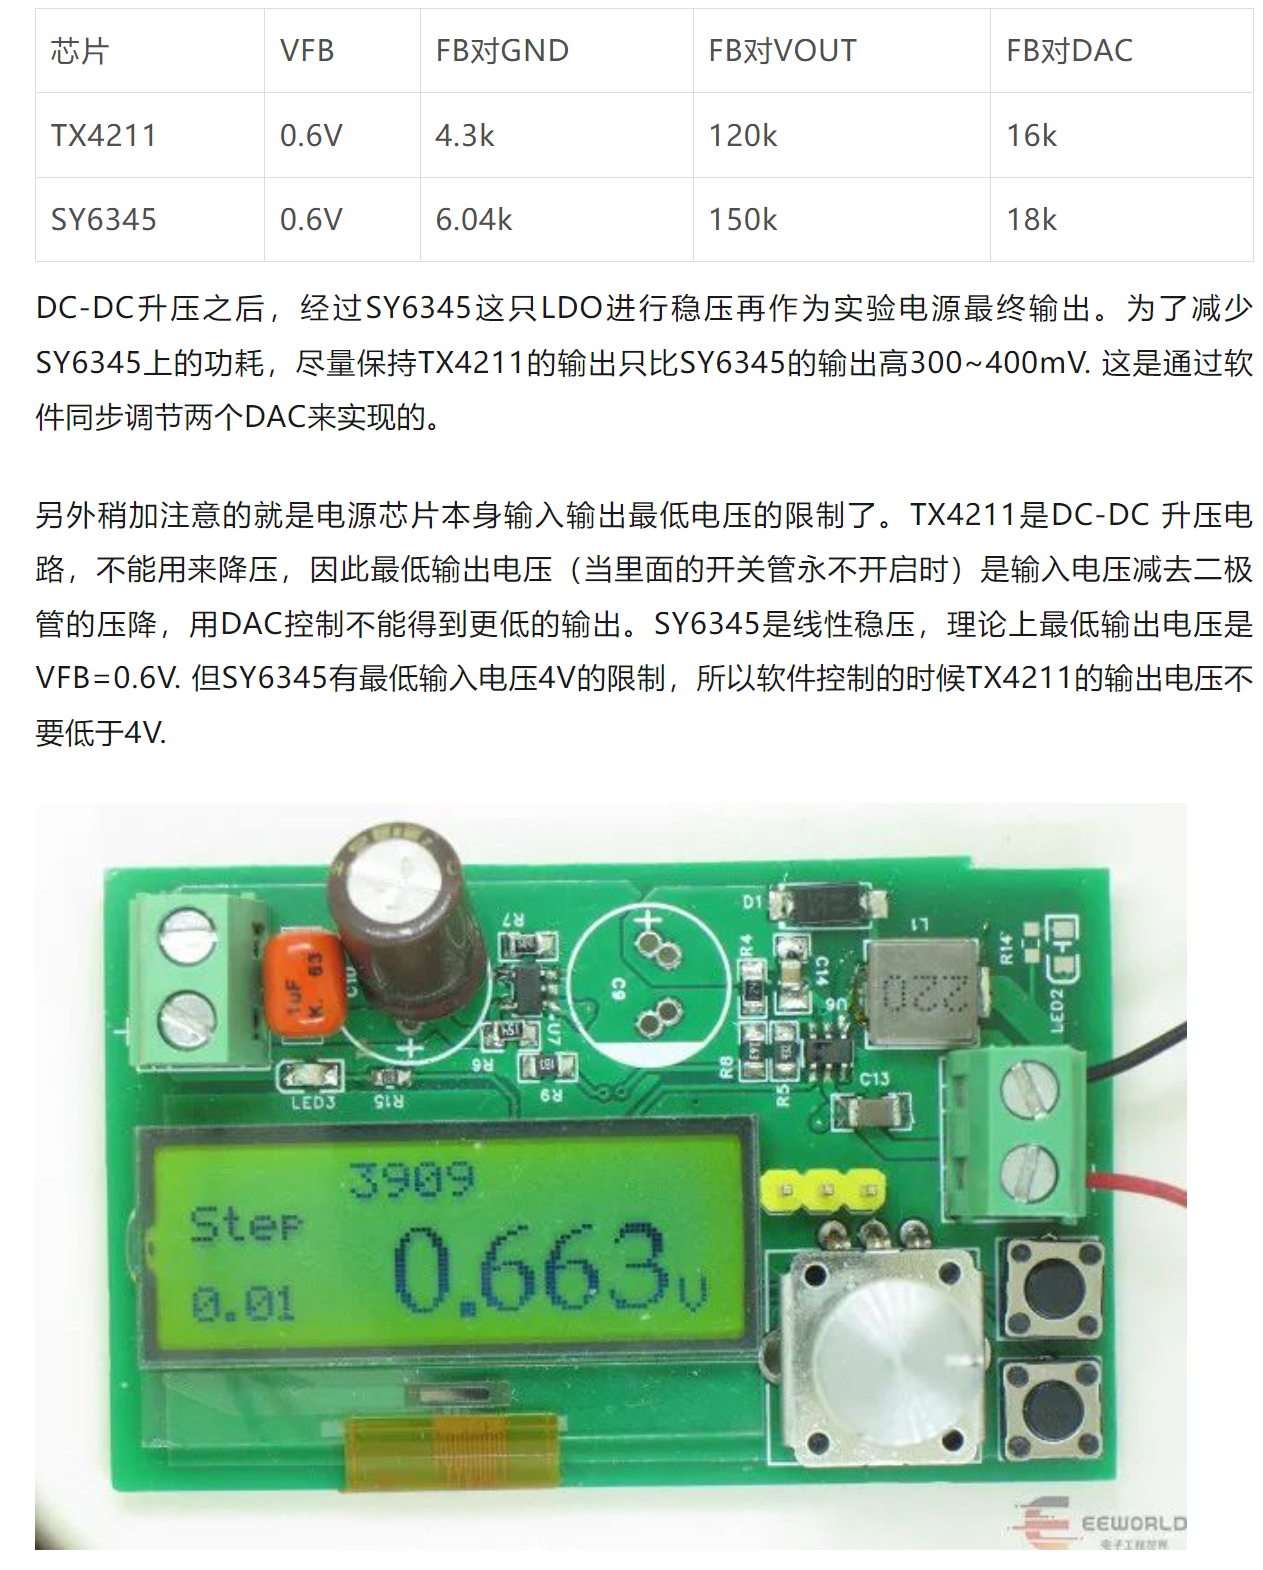 芯片 VFB FB对GND FB对VOUT FB对DAC
TX4211 0.6V 4.3k 120k 16k
SY6345 0.6V 6.04k 150k 18k
DC-DC升压之后，经过SY6345这只LDO进行稳压再作为实验电源最终输出。为了减少
SY6345上的功耗，尽量保持TX4211的输出只比SY6345的输出高300~400mV. 这是通过软
件同步调节两个DAC来实现的。
另外稍加注意的就是电源芯片本身输入输出最低电压的限制了。TX4211是DC-DC 升压电
路，不能用来降压，因此最低输出电压（当里面的开关管永不开启时）是输入电压减去二极
管的压降，用DAC控制不能得到更低的输出。SY6345是线性稳压，理论上最低输出电压是
VFB=0.6V. 但SY6345有最低输入电压4V的限制，所以软件控制的时候TX4211的输出电压不
要低于4V.
R7
D1
L1
R4
C14
R14
1uF
K. 63
C9
U6
LED2
U7
R6
R9
R8
R5
C13
LED3
R15
220
+
3909
Step
0.663V
0.01
EEWORLD
电子工程世界